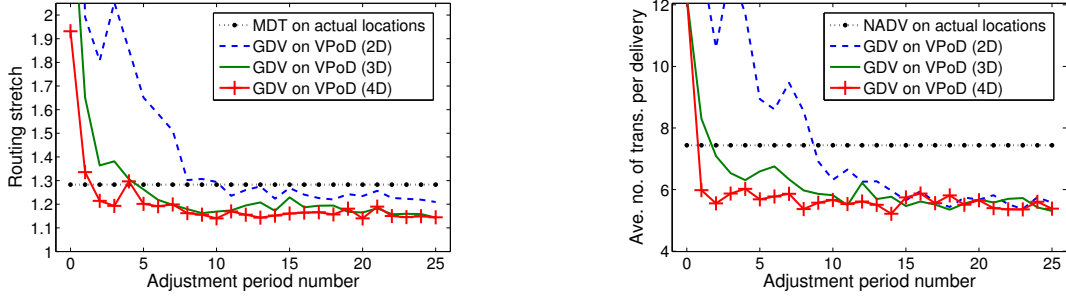 Routing stretch
2
1.9
1.8
1.7
1.6
1.5
1.4
1.3
1.2
1.1
1
MDT on actual locations
GDV on VPoD (2D)
GDV on VPoD (3D)
GDV on VPoD (4D)
0 5 10 15 20 25
Adjustment period number
Ave. no. of trans. per delivery
12
10
8
6
4
NADV on actual locations
GDV on VPoD (2D)
GDV on VPoD (3D)
GDV on VPoD (4D)
0 5 10 15 20 25
Adjustment period number